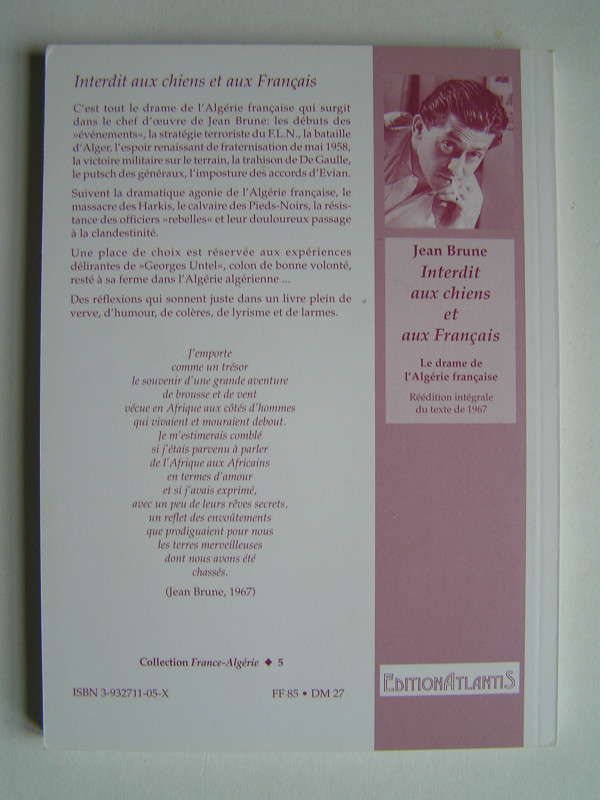 Interdit aux chiens et aux Français
C'est tout le drame de l'Algérie française qui surgit
dans le chef d'œuvre de Jean Brune: les débuts des
»événements«, la stratégie terroriste du F.L.N., la bataille
d'Alger, l'espoir renaissant de fraternisation de mai 1958,
la victoire militaire sur le terrain, la trahison de De Gaulle,
le putsch des généraux, l'imposture des accords d'Evian.
Suivent la dramatique agonie de l'Algérie française, le
massacre des Harkis, le calvaire des Pieds-Noirs, la résis-
tance des officiers »rebelles« et leur douloureux passage
à la clandestinité.
Une place de choix est réservée aux expériences
délirantes de »Georges Untel«, colon de bonne volonté,
resté à sa ferme dans l'Algérie algérienne ...
Des réflexions qui sonnent juste dans un livre plein de
verve, d'humour, de colères, de lyrisme et de larmes.
J'emporte
comme un trésor
le souvenir d'une grande aventure
de brousse et de vent
vécue en Afrique aux côtés d'hommes
qui vivaient et mouraient debout.
Je m'estimerais comblé
si j'étais parvenu à parler
de l'Afrique aux Africains
en termes d'amour
et si j'avais exprimé,
avec un peu de leurs rêves secrets,
un reflet des envoûtements
que prodiguaient pour nous
les terres merveilleuses
dont nous avons été
chassés.
(Jean Brune, 1967)
Collection France-Algérie ◆ 5
ISBN 3-932711-05-X FF 85 • DM 27
Jean Brune
Interdit
aux chiens
et
aux Français
Le drame de
l'Algérie française
Réédition intégrale
du texte de 1967
EDITION ATLANTIS